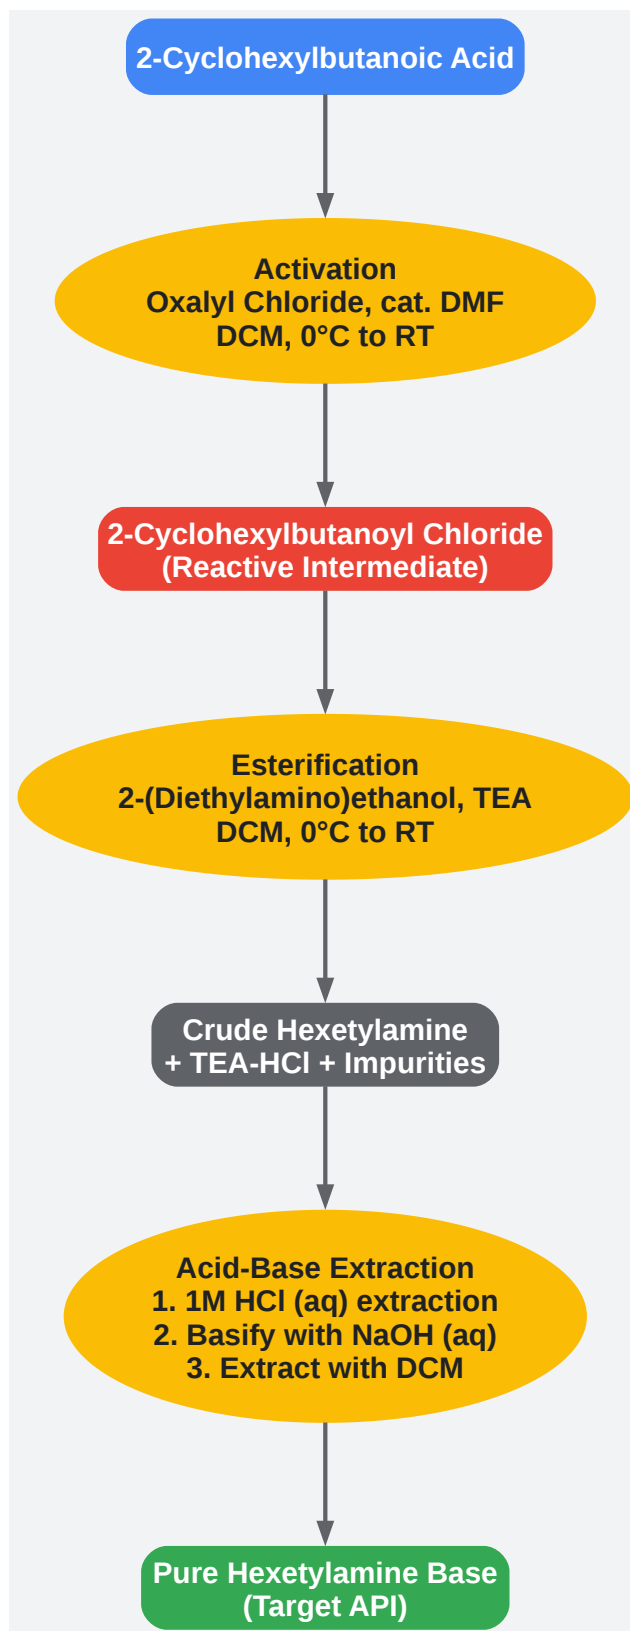 2-Cyclohexylbutanoic Acid
Activation
Oxalyl Chloride, cat. DMF
DCM, 0°C to RT
2-Cyclohexylbutanoyl Chloride
(Reactive Intermediate)
Esterification
2-(Diethylamino)ethanol, TEA
DCM, 0°C to RT
Crude Hexetylamine
+ TEA-HCl + Impurities
Acid-Base Extraction
1. 1M HCl (aq) extraction
2. Basify with NaOH (aq)
3. Extract with DCM
Pure Hexetylamine Base
(Target API)